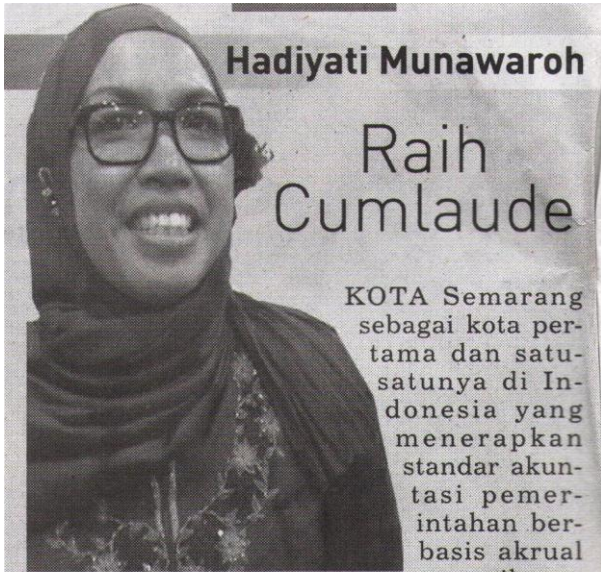 Hadiyati Munawaroh
Raih
Cumlaude
KOTA Semarang
sebagai kota per-
tama dan satu-
satunya di In-
donesia yang
menerapkan
standar akun-
tasi pemer-
intahan ber-
basis akrual